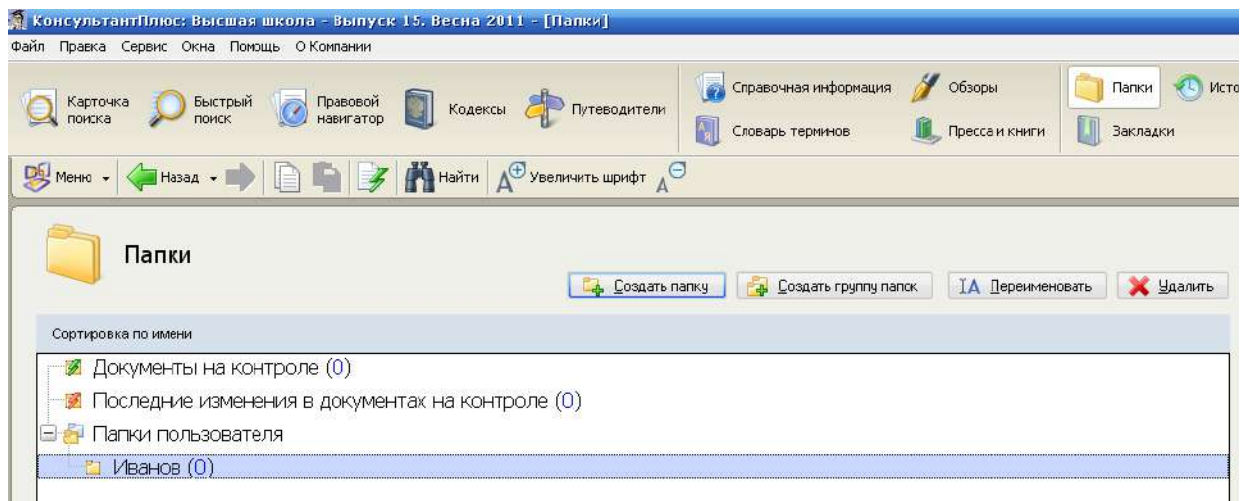 КонсультантПлюс: Высшая школа - Выпуск 15. Весна 2011 - [Папки]
Файл Правка Сервис Окна Помощь О Компании
Карточка поиска Быстрый поиск Правовой навигатор Кодексы Путеводители Справочная информация Обзоры Папки Исто
Словарь терминов Пресса и книги Закладки
Меню Назад Найти Увеличить шрифт
Папки
Создать папку Создать группу папок Переименовать Удалить
Сортировка по имени
Документы на контроле (0)
Последние изменения в документах на контроле (0)
Папки пользователя
Иванов (0)